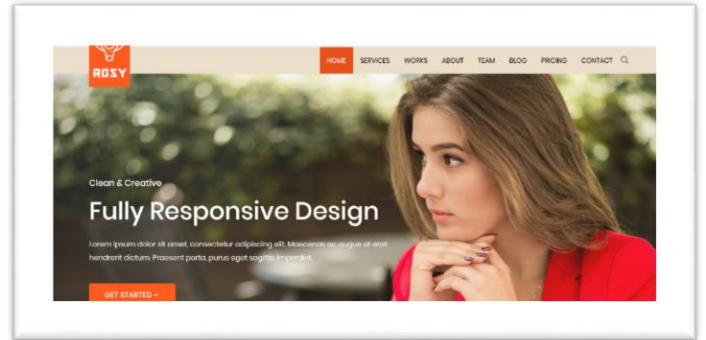 ROSY
HOME SERVICES WORKS ABOUT TEAM BLOG PRICING CONTACT
Clean & Creative
Fully Responsive Design
Lorem ipsum dolor sit amet, consectetur adipiscing elit. Maecenas ac augue at erat
hendrerit dictum. Praesent porta, purus eget sagittis imperdiet.
GET STARTED